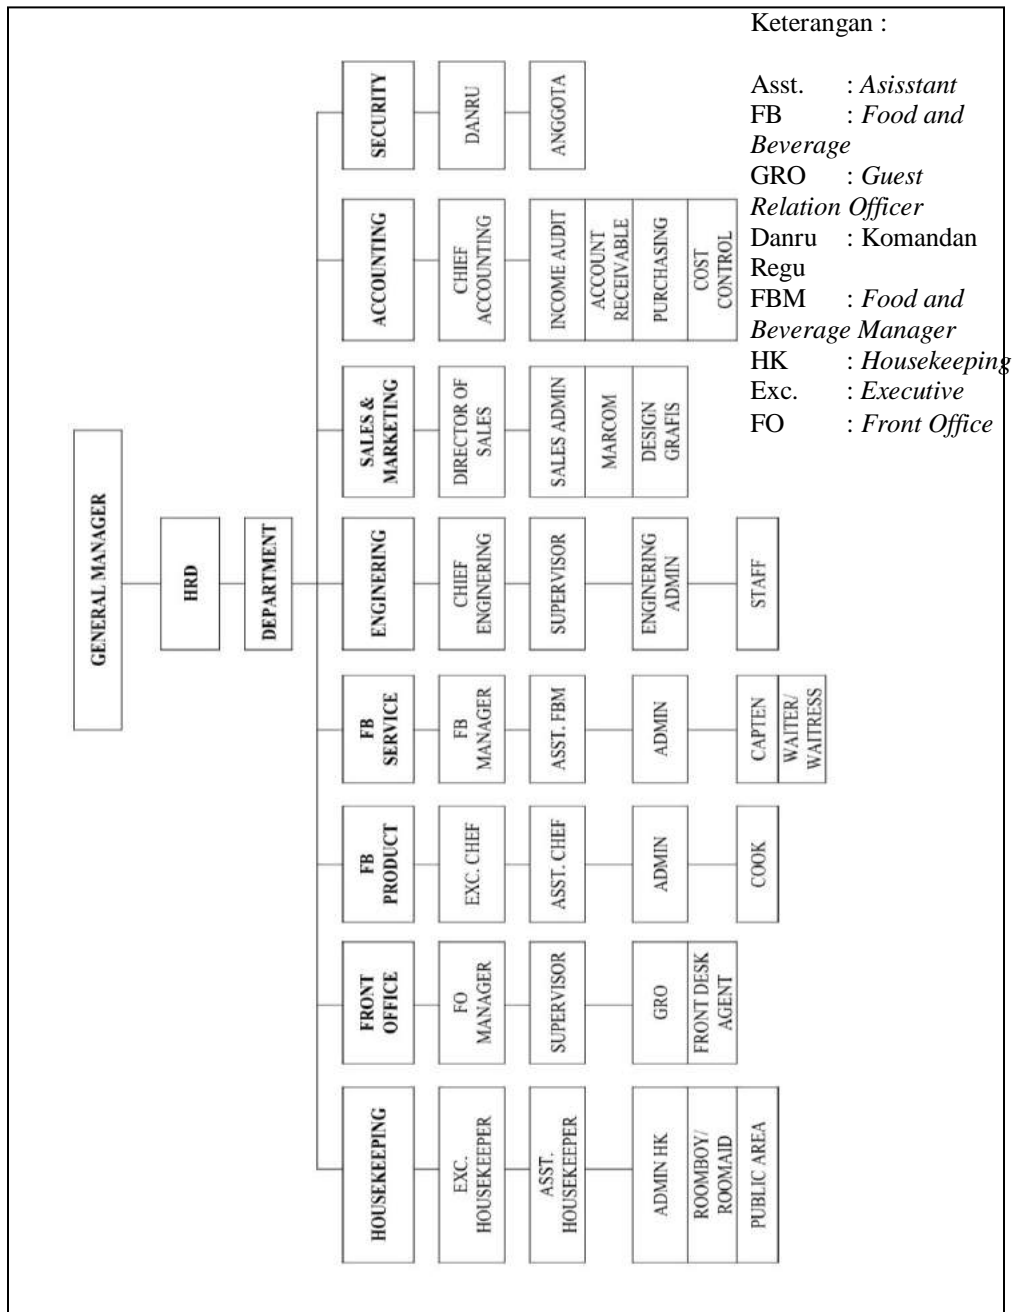 Keterangan :
Asst. : Asisstant
FB : Food and
Beverage
GRO : Guest
Relation Officer
Danru : Komandan
Regu
FBM : Food and
Beverage Manager
HK : Housekeeping
Exc. : Executive
FO : Front Office
GENERAL MANAGER
HRD
DEPARTMENT
HOUSEKEEPING
EXC.
HOUSEKEEPER
ASST.
HOUSEKEEPER
ADMIN HK
ROOMBOY/
ROOMAID
PUBLIC AREA
FRONT
OFFICE
FO
MANAGER
SUPERVISOR
GRO
FRONT DESK
AGENT
FB
PRODUCT
EXC. CHEF
ASST. CHEF
ADMIN
COOK
FB
SERVICE
FB
MANAGER
ASST. FBM
ADMIN
CAPTEN
WAITER/
WAITRESS
ENGINERING
CHIEF
ENGINERING
SUPERVISOR
ENGINERING
ADMIN
STAFF
SALES &
MARKETING
DIRECTOR OF
SALES
SALES ADMIN
MARCOM
DESIGN
GRAFIS
ACCOUNTING
CHIEF
ACCOUNTING
INCOME AUDIT
ACCOUNT
RECEIVABLE
PURCHASING
COST
CONTROL
SECURITY
DANRU
ANGGOTA